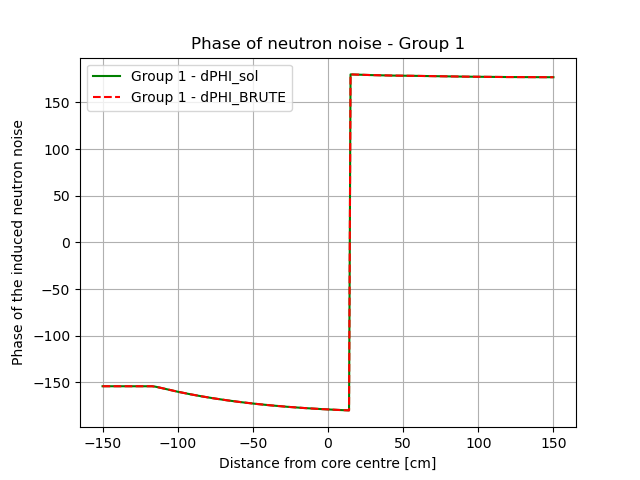 Phase of neutron noise - Group 1
Group 1 - dPHI_sol
Group 1 - dPHI_BRUTE
Phase of the induced neutron noise
150
100
50
0
−50
−100
−150
−150
−100
−50
0
50
100
150
Distance from core centre [cm]